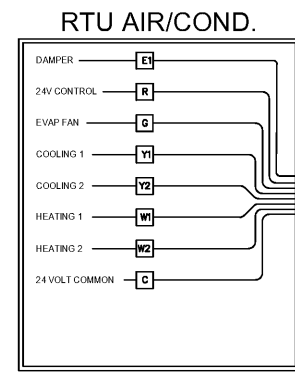 RTU AIR/COND.
DAMPER E1
24V CONTROL R
EVAP FAN G
COOLING 1 Y1
COOLING 2 Y2
HEATING 1 W1
HEATING 2 W2
24 VOLT COMMON C